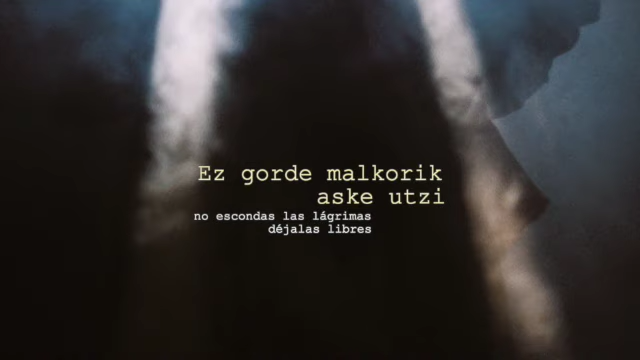 Ez gorde malkorik
aske utzi
no escondas las lágrimas
déjalas libres